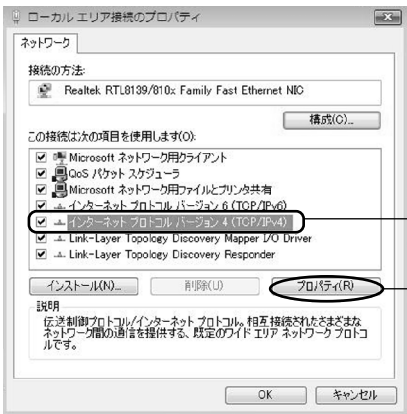 ローカル エリア接続のプロパティ
ネットワーク
接続の方法:
Realtek RTL8139/810x Family Fast Ethernet NIC
構成(C)...
この接続は次の項目を使用します(O):
Microsoft ネットワーク用クライアント
QoS パケット スケジューラ
Microsoft ネットワーク用ファイルとプリンタ共有
インターネット プロトコル バージョン 6 (TCP/IPv6)
インターネット プロトコル バージョン 4 (TCP/IPv4)
Link-Layer Topology Discovery Mapper I/O Driver
Link-Layer Topology Discovery Responder
インストール(N)...
削除(U)
プロパティ(R)
説明
伝送制御プロトコル/インターネット プロトコル。相互接続されたさまざまな
ネットワーク間の通信を提供する、既定のワイド エリア ネットワーク プロトコ
ルです。
OK
キャンセル